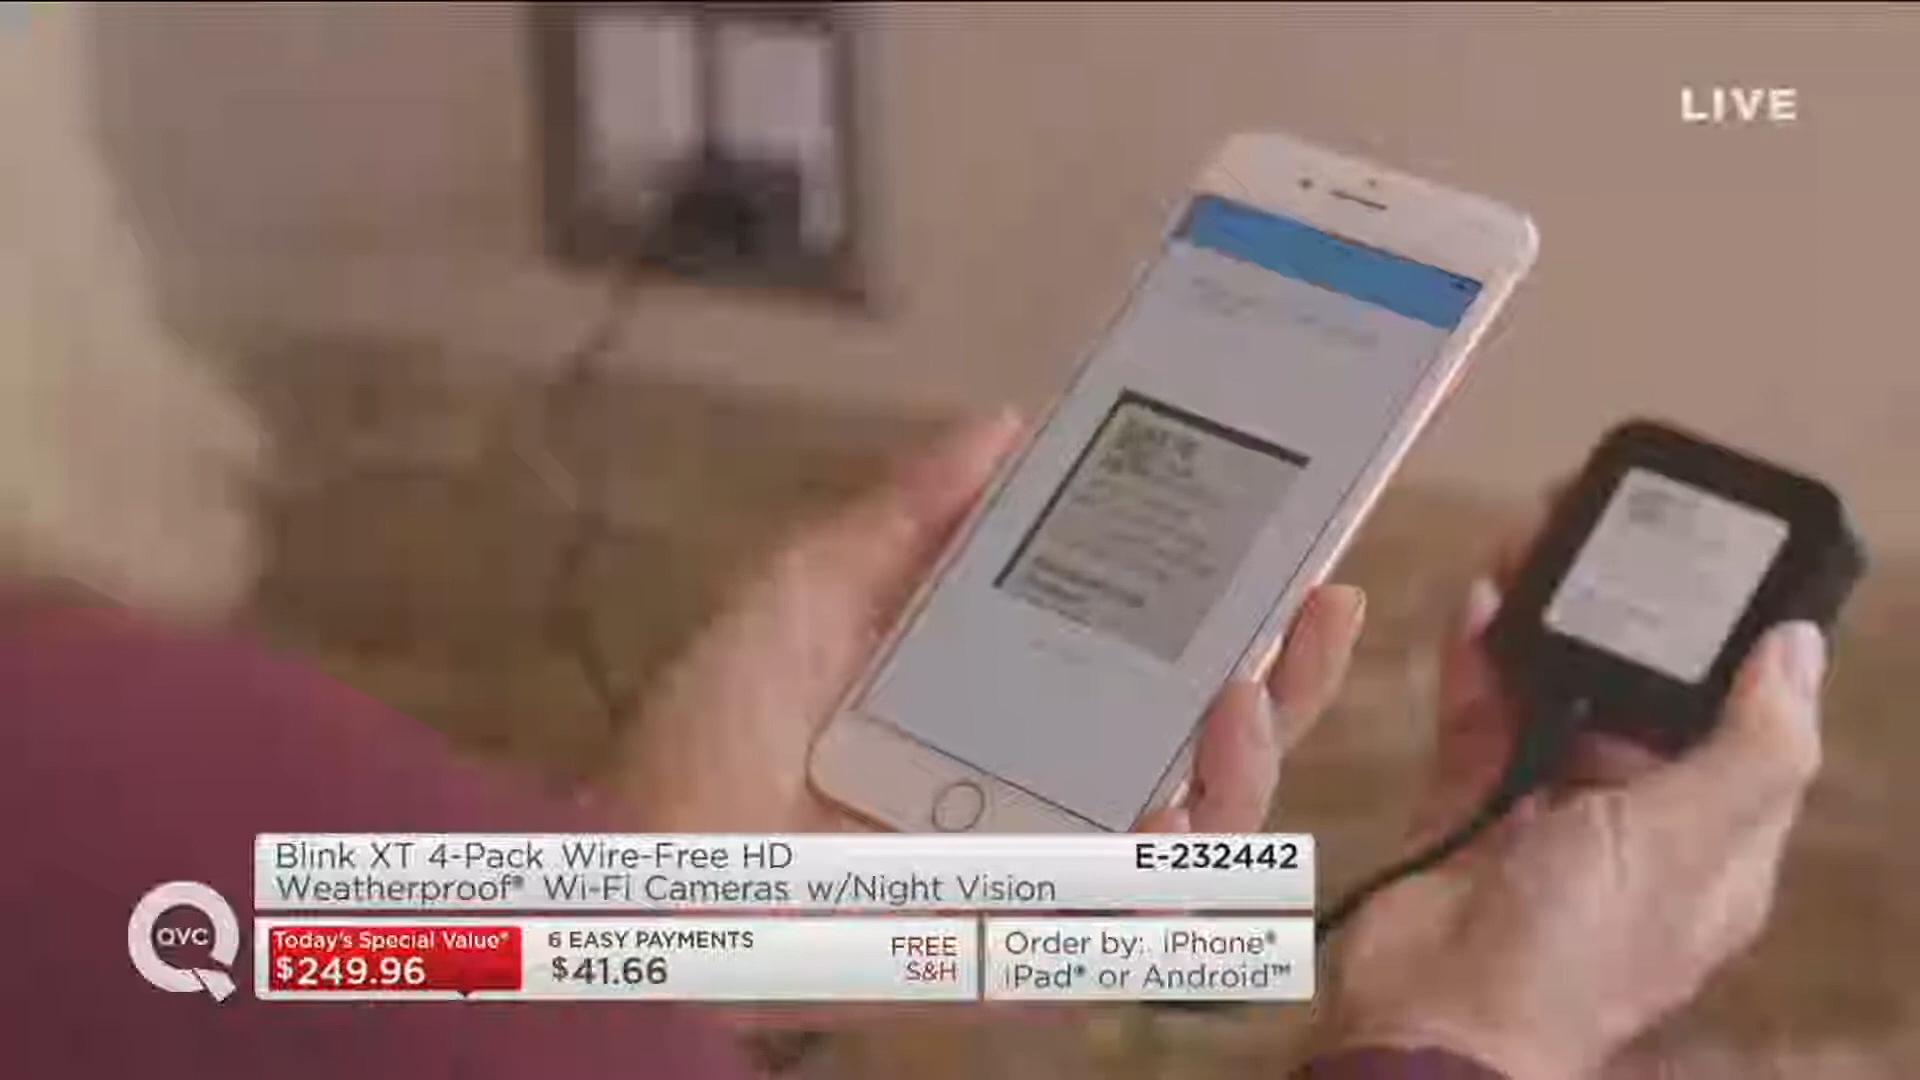 LIVE
Blink XT 4-Pack Wire-Free HD
E-232442
Weatherproof® Wi-Fi Cameras w/Night Vision
QVC
Today's Special Value®
$249.96
6 EASY PAYMENTS
$41.66
FREE
S&H
Order by: iPhone®
iPad® or Android™